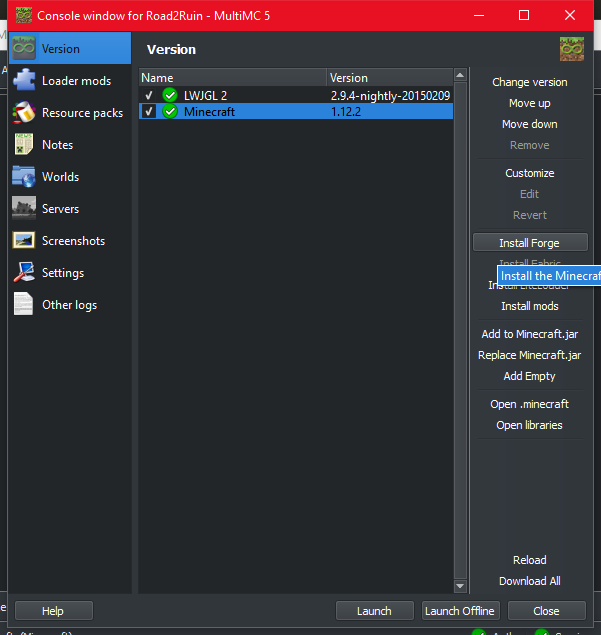 Console window for Road2Ruin - MultiMC 5
Version
Loader mods
Resource packs
Notes
Worlds
Servers
Screenshots
Settings
Other logs
Version
Name Version
LWJGL 2 2.9.4-nightly-20150209
Minecraft 1.12.2
Change version
Move up
Move down
Remove
Customize
Edit
Revert
Install Forge
Install Fabric
Install the Minecraf
Install LiteLoader
Install mods
Add to Minecraft.jar
Replace Minecraft.jar
Add Empty
Open .minecraft
Open libraries
Reload
Download All
Help Launch Launch Offline Close